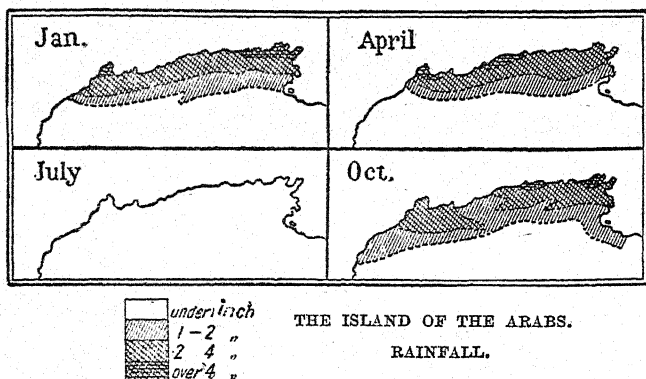 Jan.
April
July
Oct.
under 1 inch
1-2 "
2 4 "
over 4 "
THE ISLAND OF THE ARABS.
RAINFALL.